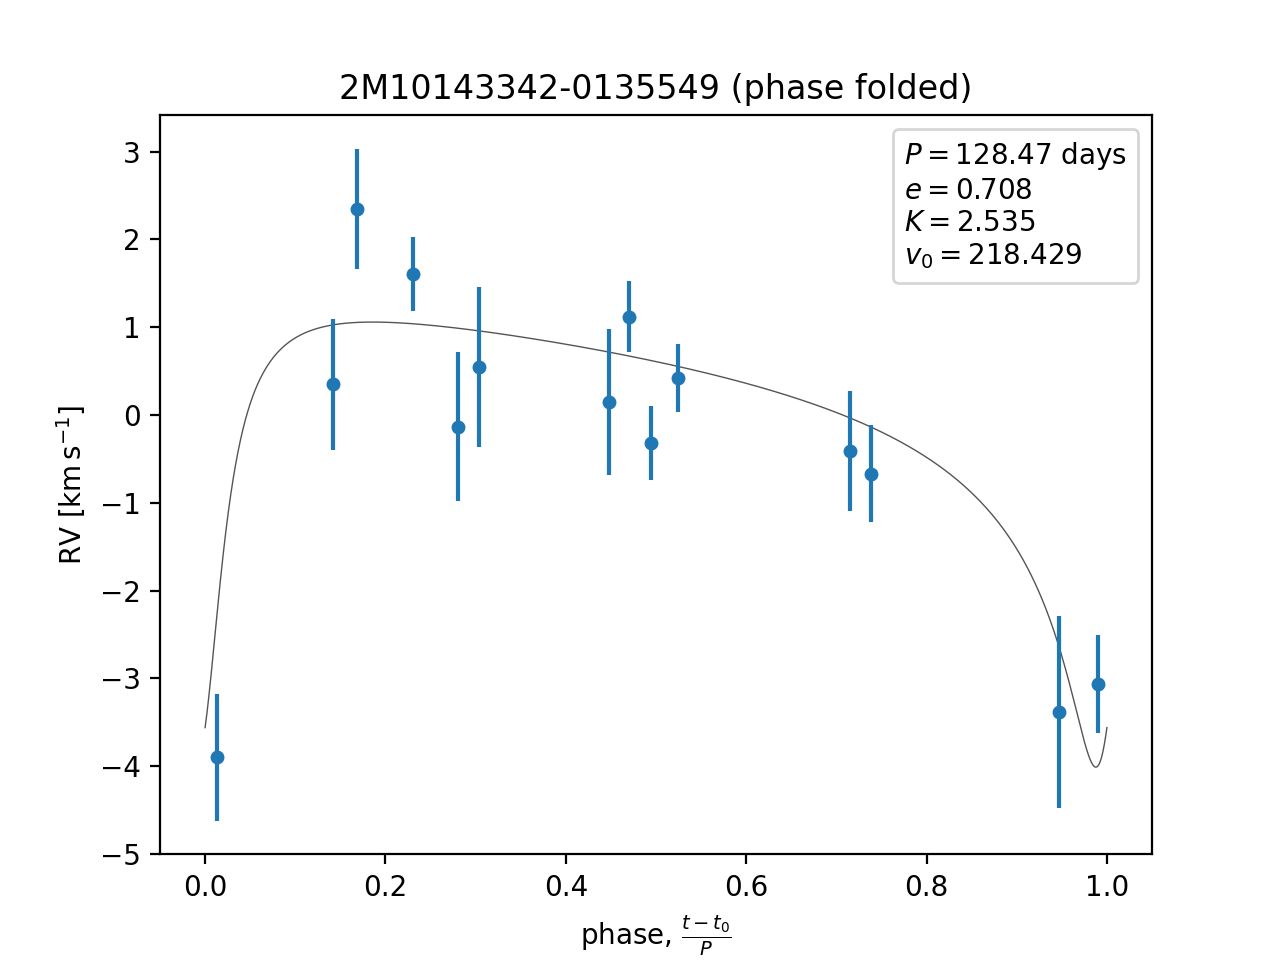 2M10143342-0135549 (phase folded)
P = 128.47 days
e = 0.708
K = 2.535
v₀ = 218.429
RV [km s⁻¹]
3
2
1
0
−1
−2
−3
−4
−5
0.0 0.2 0.4 0.6 0.8 1.0
phase, (t − t₀)/P